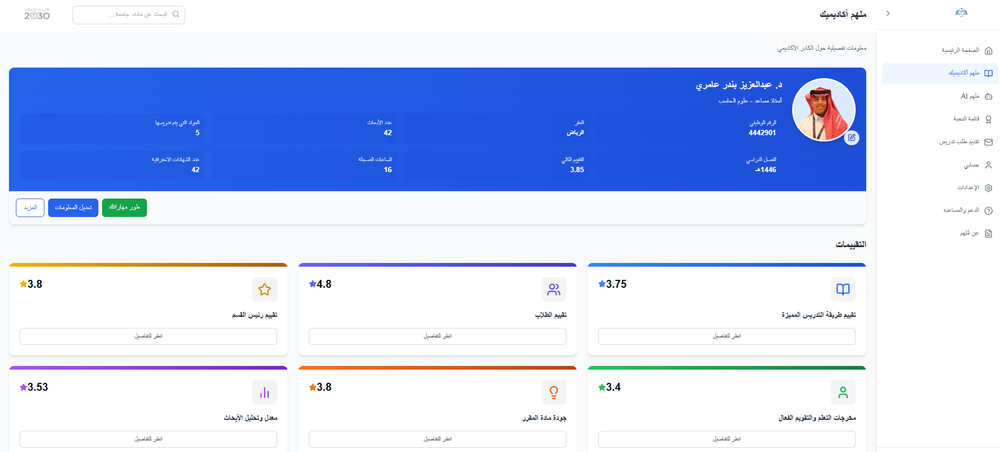 ملهم أكاديميك
البحث عن مادة، جامعة...
VISION رؤيــة
2030
الصفحة الرئيسية
ملهم أكاديميك
ملهم AI
قائمة النخبة
تقديم طلب تدريس
حسابي
الإعدادات
الدعم والمساعدة
عن مُلهم
معلومات تفصيلية حول الكادر الأكاديمي
د. عبدالعزيز بندر عامري
أستاذ مساعد - علوم الحاسب
الرقم الوظيفي
4442901
المقر
الرياض
عدد الأبحاث
42
المواد التي يتم تدريسها
5
الفصل الدراسي
1446هـ
التقييم الكلي
3.85
الساعات المسجلة
16
عدد الشهادات الاحترافية
42
طور مهاراتك
تعديل المعلومات
المزيد
التقييمات
3.75
تقييم طريقة التدريس المميزة
انظر للتفاصيل
4.8
تقييم الطلاب
انظر للتفاصيل
3.8
تقييم رئيس القسم
انظر للتفاصيل
3.4
مخرجات التعلم والتقويم الفعال
انظر للتفاصيل
3.8
جودة مادة المقرر
انظر للتفاصيل
3.53
معدل وتحليل الأبحاث
انظر للتفاصيل